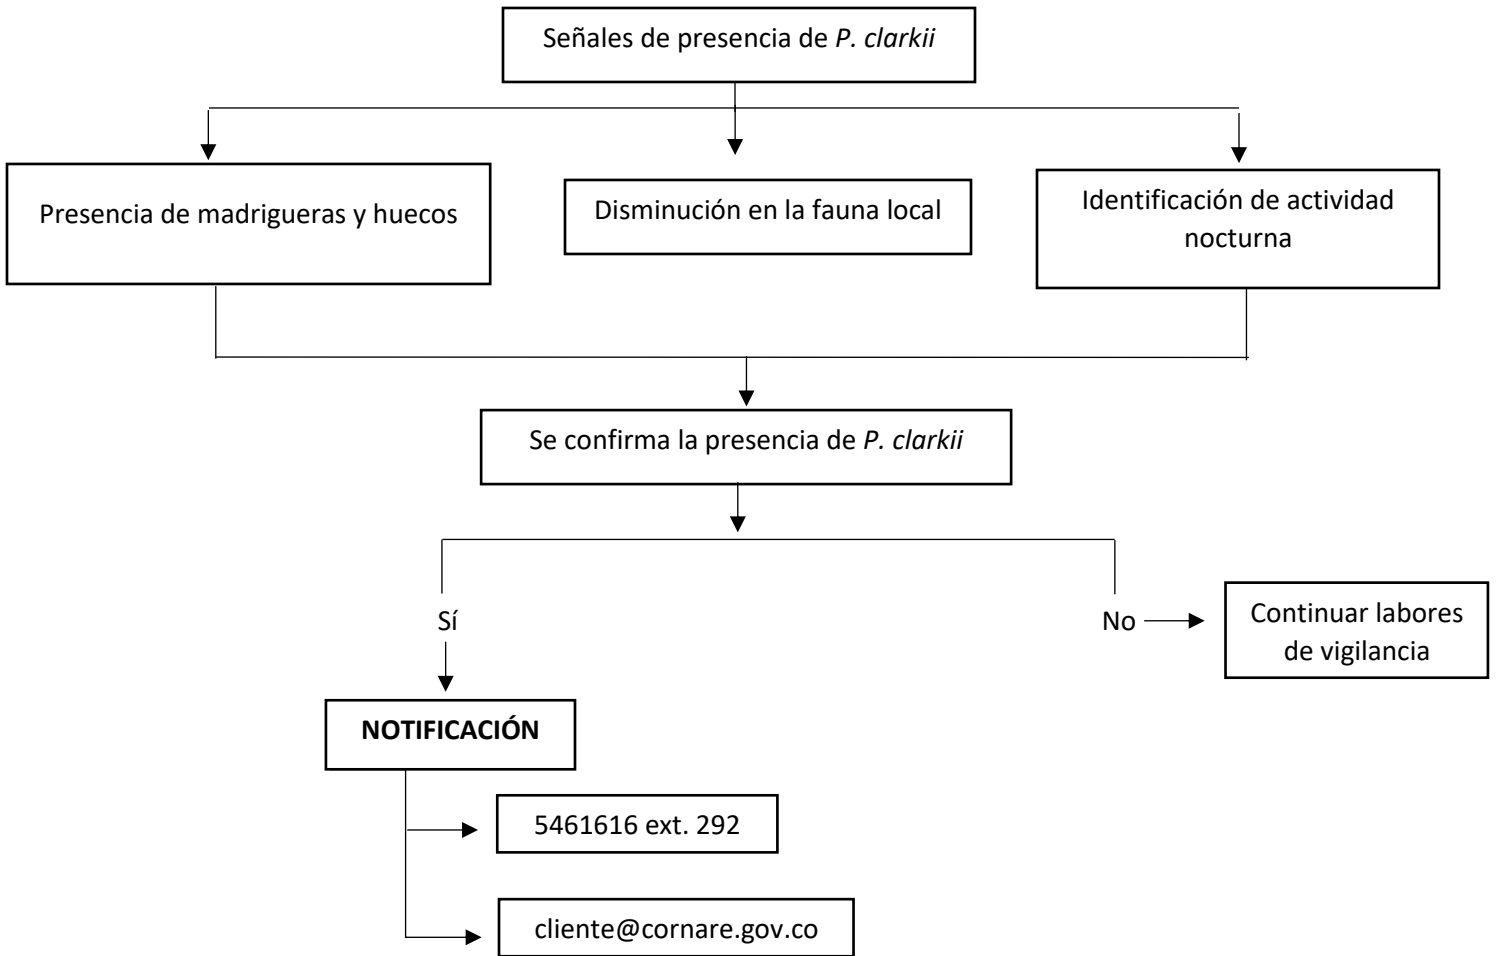 Señales de presencia de P. clarkii
Presencia de madrigueras y huecos
Disminución en la fauna local
Identificación de actividad
nocturna
Se confirma la presencia de P. clarkii
Sí
No
Continuar labores
de vigilancia
NOTIFICACIÓN
5461616 ext. 292
cliente@cornare.gov.co